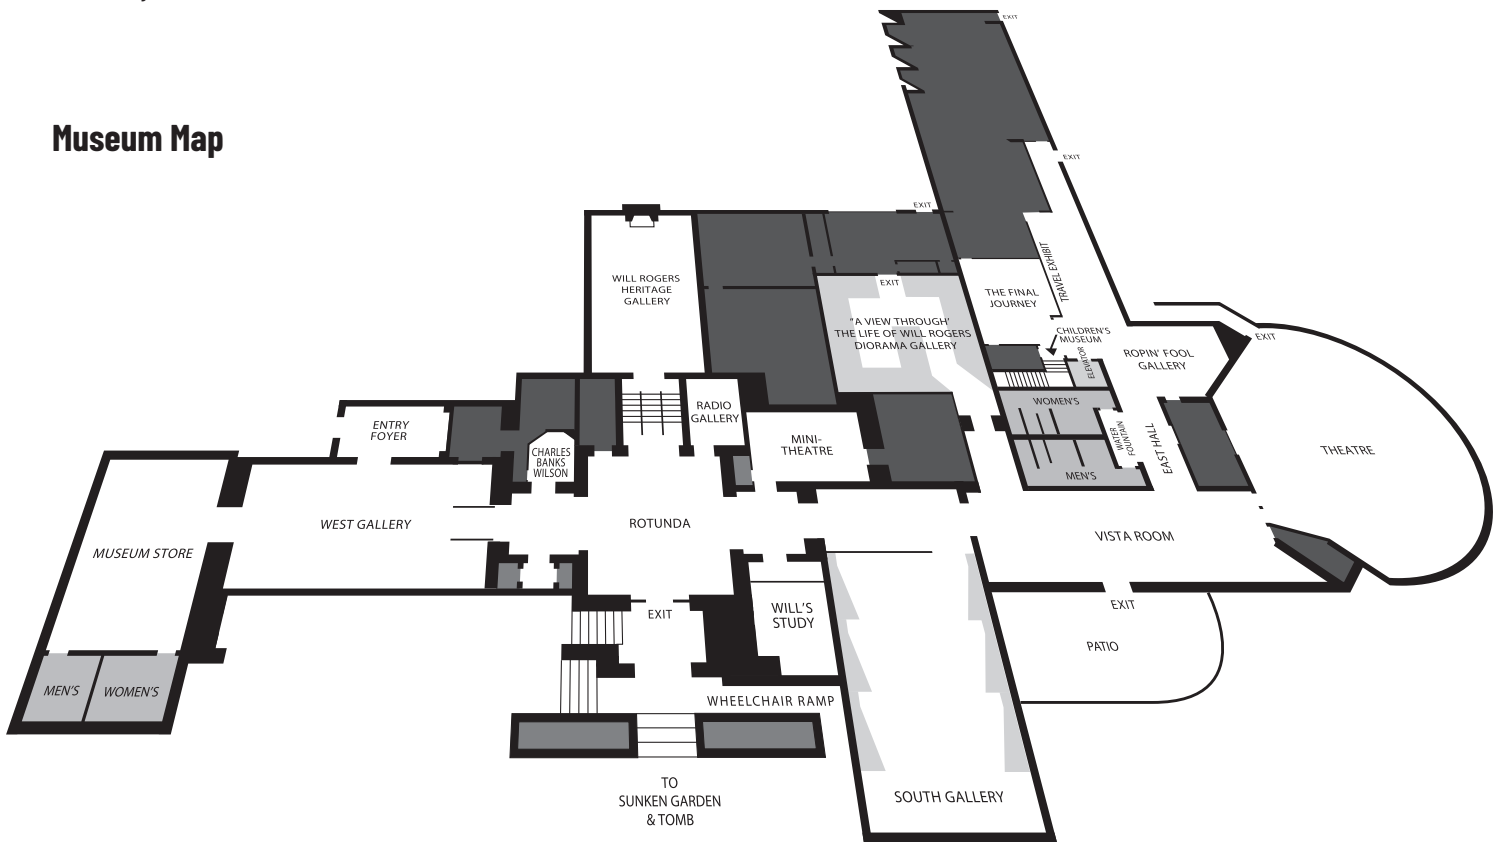 Museum Map
EXIT
EXIT
EXIT
TRAVEL EXHIBIT
WILL ROGERS
HERITAGE
GALLERY
EXIT
THE FINAL
JOURNEY
"A VIEW THROUGH'
THE LIFE OF WILL ROGERS
DIORAMA GALLERY
CHILDREN'S
MUSEUM
ELEVATOR
ROPIN' FOOL
GALLERY
EXIT
RADIO
GALLERY
WOMEN'S
ENTRY
FOYER
MINI-
THEATRE
WATER
FOUNTAIN
EAST HALL
THEATRE
CHARLES
BANKS
WILSON
MEN'S
WEST GALLERY
ROTUNDA
VISTA ROOM
MUSEUM STORE
EXIT
WILL'S
STUDY
EXIT
PATIO
MEN'S
WOMEN'S
WHEELCHAIR RAMP
TO
SUNKEN GARDEN
& TOMB
SOUTH GALLERY